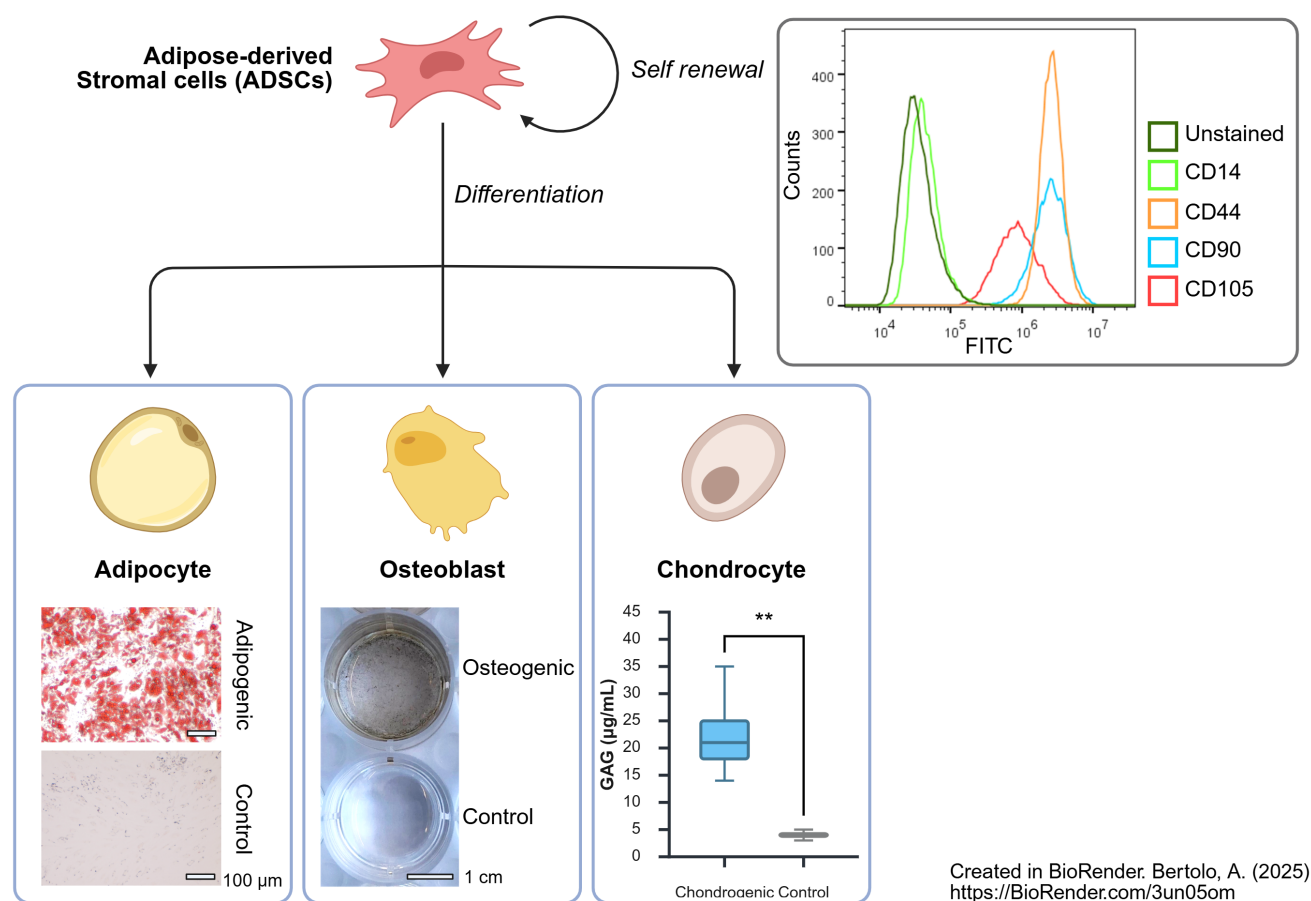 Adipose-derived
Stromal cells (ADSCs)
Self renewal
Differentiation
Counts
400
300
200
100
0
10^4 10^5 10^6 10^7
FITC
Unstained
CD14
CD44
CD90
CD105
Adipocyte
Adipogenic
Control
100 μm
Osteoblast
Osteogenic
Control
1 cm
Chondrocyte
GAG (μg/mL)
45
40
35
30
25
20
15
10
5
0
**
Chondrogenic Control
Created in BioRender. Bertolo, A. (2025)
https://BioRender.com/3un05om